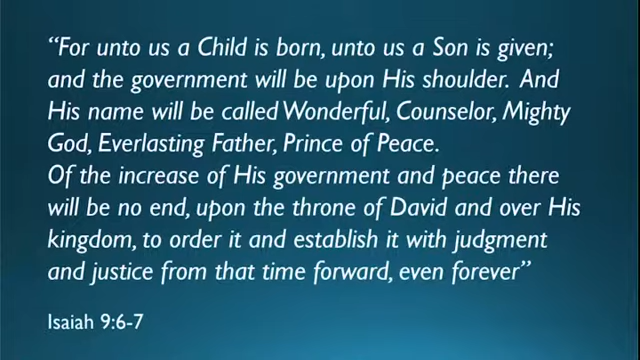 “For unto us a Child is born, unto us a Son is given;
and the government will be upon His shoulder. And
His name will be called Wonderful, Counselor, Mighty
God, Everlasting Father, Prince of Peace.
Of the increase of His government and peace there
will be no end, upon the throne of David and over His
kingdom, to order it and establish it with judgment
and justice from that time forward, even forever”
Isaiah 9:6-7